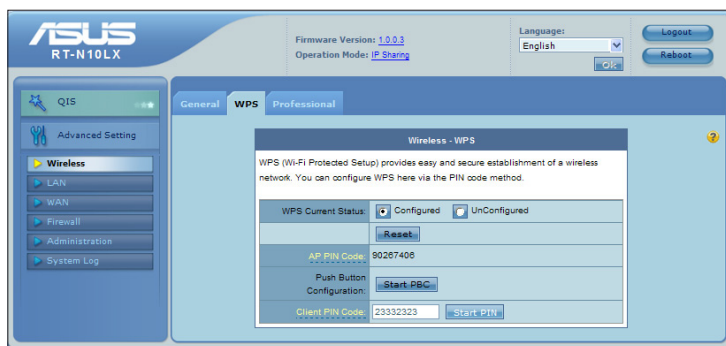 ASUS
RT-N10LX
Firmware Version: 1.0.0.3
Operation Mode: IP Sharing
Language:
English
Ok
Logout
Reboot
QIS
Advanced Setting
Wireless
LAN
WAN
Firewall
Administration
System Log
General WPS Professional
Wireless - WPS
WPS (Wi-Fi Protected Setup) provides easy and secure establishment of a wireless
network. You can configure WPS here via the PIN code method.
WPS Current Status: Configured UnConfigured
Reset
AP PIN Code: 90267406
Push Button
Configuration: Start PBC
Client PIN Code: 23332323 Start PIN
?